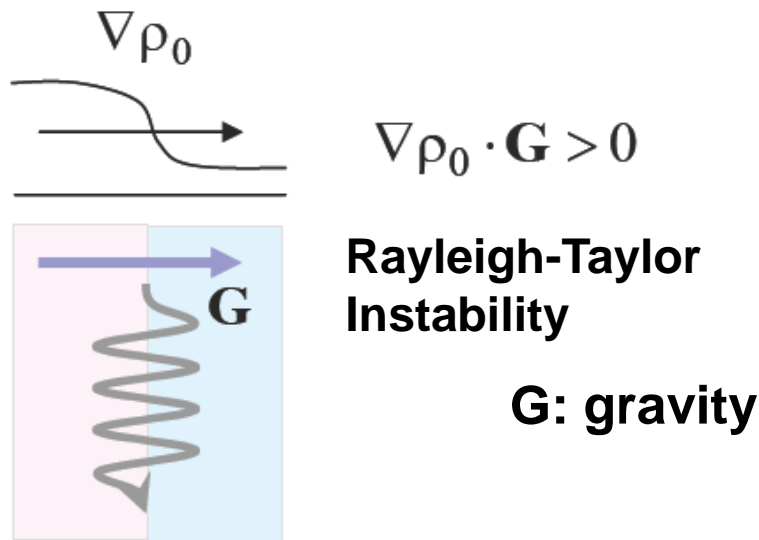 ∇ρ₀
∇ρ₀ · G > 0
G
Rayleigh-Taylor
Instability
G: gravity